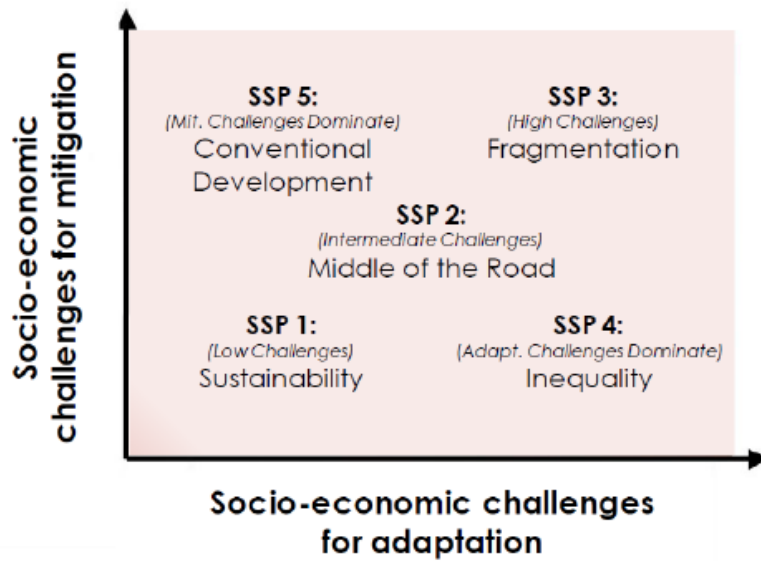 Socio-economic
challenges for mitigation
SSP 5:
(Mit. Challenges Dominate)
Conventional
Development
SSP 3:
(High Challenges)
Fragmentation
SSP 2:
(Intermediate Challenges)
Middle of the Road
SSP 1:
(Low Challenges)
Sustainability
SSP 4:
(Adapt. Challenges Dominate)
Inequality
Socio-economic challenges
for adaptation